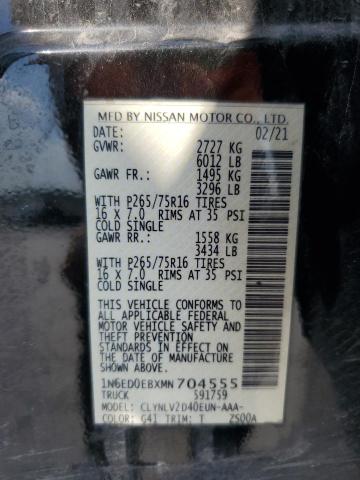 MFD BY NISSAN MOTOR CO., LTD.
DATE: 02/21
GVWR: 2727 KG
6012 LB
GAWR FR.: 1495 KG
3296 LB
WITH P265/75R16 TIRES
16 X 7.0 RIMS AT 35 PSI
COLD SINGLE
GAWR RR.: 1558 KG
3434 LB
WITH P265/75R16 TIRES
16 X 7.0 RIMS AT 35 PSI
COLD SINGLE
THIS VEHICLE CONFORMS TO
ALL APPLICABLE FEDERAL
MOTOR VEHICLE SAFETY
AND THEFT PREVENTION
STANDARDS IN EFFECT ON
THE DATE OF MANUFACTURE
SHOWN ABOVE.
1N6ED0EBXMN704555
TRUCK 591759
MODEL: CLYNLV2D40EUN-AAA-
COLOR: G41 TRIM: T ZS00A